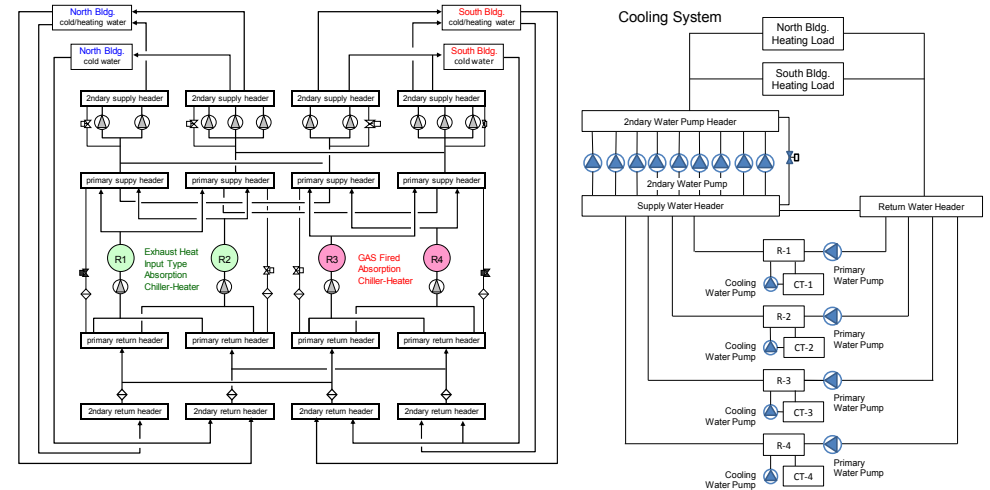 North Bldg.
cold/heating water
North Bldg.
cold water
South Bldg.
cold/heating water
South Bldg.
cold water
2ndary supply header
2ndary supply header
2ndary supply header
2ndary supply header
primary supply header
primary supply header
primary supply header
primary supply header
R1
Exhaust Heat
Input Type
Absorption
Chiller-Heater
R2
R3
GAS Fired
Absorption
Chiller-Heater
R4
primary return header
primary return header
primary return header
primary return header
2ndary return header
2ndary return header
2ndary return header
2ndary return header
Cooling System
North Bldg.
Heating Load
South Bldg.
Heating Load
2ndary Water Pump Header
2ndary Water Pump
Supply Water Header
Return Water Header
R-1
Cooling
Water Pump
CT-1
Primary
Water Pump
R-2
Cooling
Water Pump
CT-2
Primary
Water Pump
R-3
Cooling
Water Pump
CT-3
Primary
Water Pump
R-4
Cooling
Water Pump
CT-4
Primary
Water Pump